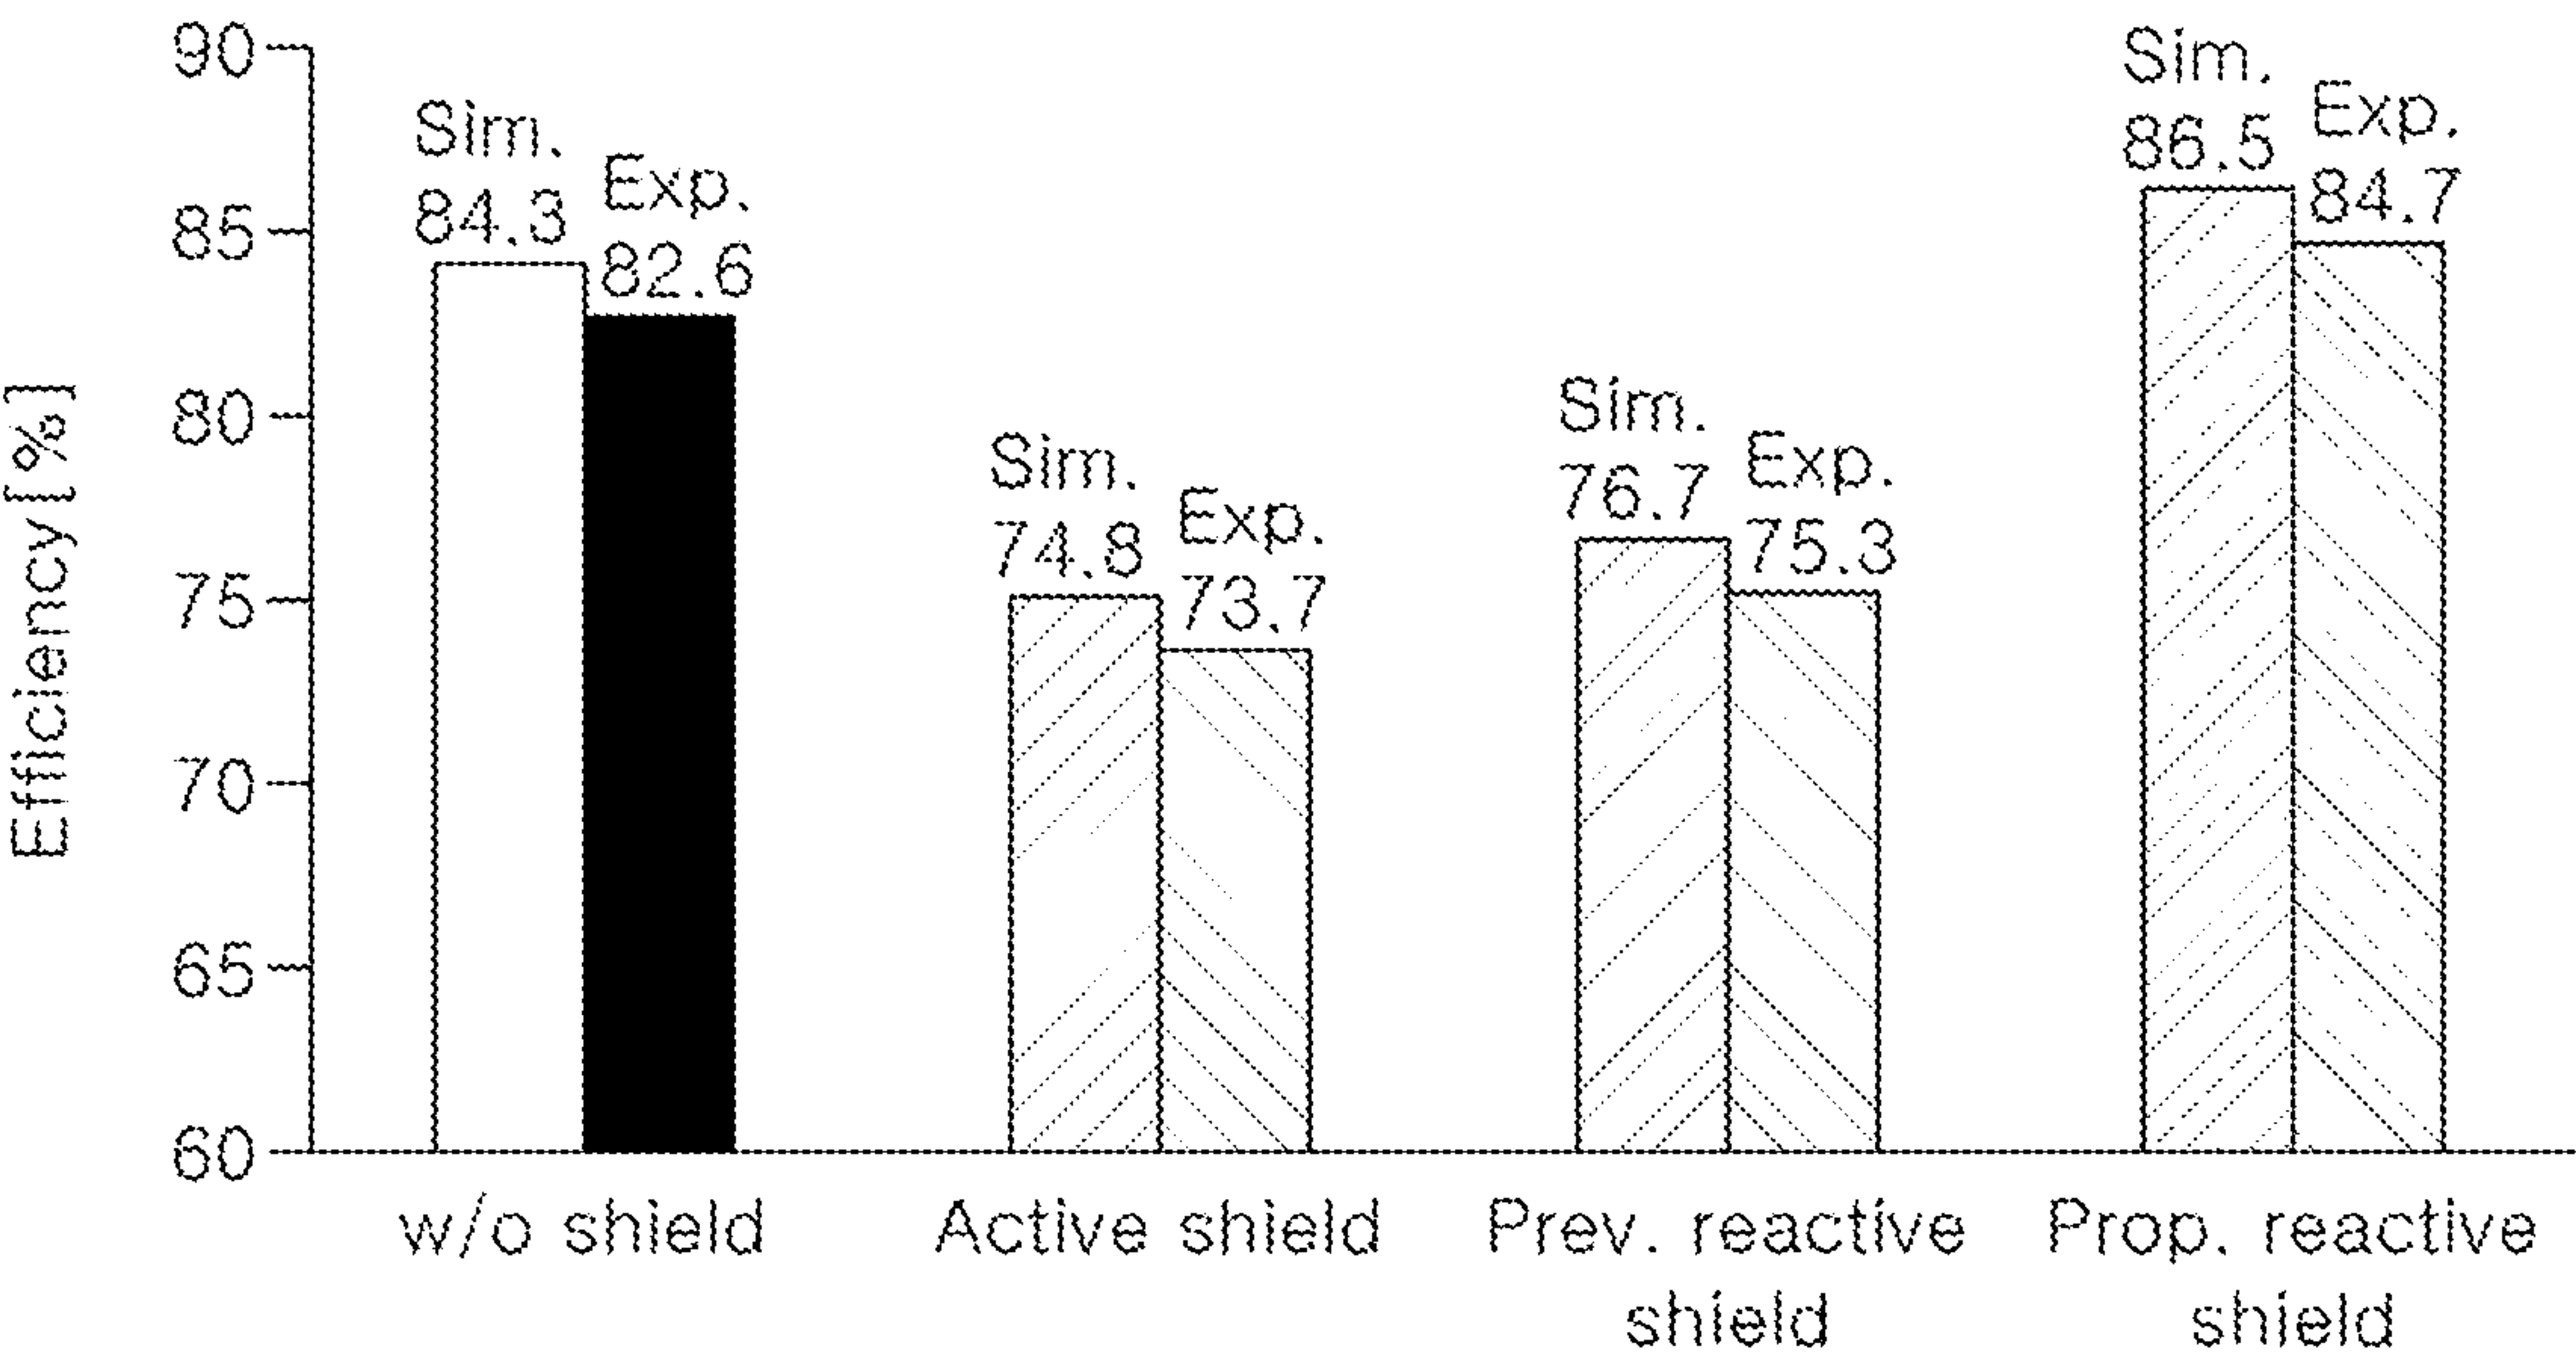 Efficiency[%]
90
85
80
75
70
65
60
Sim.
84.3
Exp.
82.6
Sim.
74.8
Exp.
73.7
Sim.
76.7
Exp.
75.3
Sim.
86.5
Exp.
84.7
w/o shield
Active shield
Prev. reactive
shield
Prop. reactive
shield